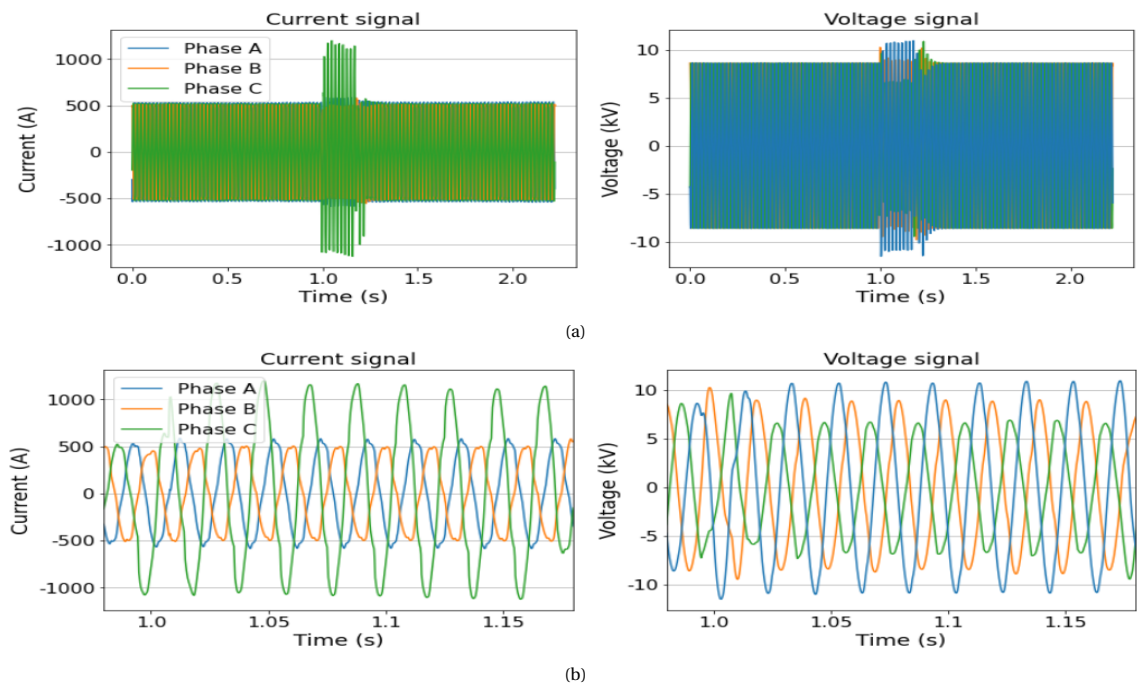 Current signal
Phase A
Phase B
Phase C
1000
500
0
-500
-1000
Current (A)
0.0 0.5 1.0 1.5 2.0
Time (s)
Voltage signal
10
5
0
-5
-10
Voltage (kV)
0.0 0.5 1.0 1.5 2.0
Time (s)
(a)
Current signal
Phase A
Phase B
Phase C
1000
500
0
-500
-1000
Current (A)
1.0 1.05 1.1 1.15
Time (s)
Voltage signal
10
5
0
-5
-10
Voltage (kV)
1.0 1.05 1.1 1.15
Time (s)
(b)